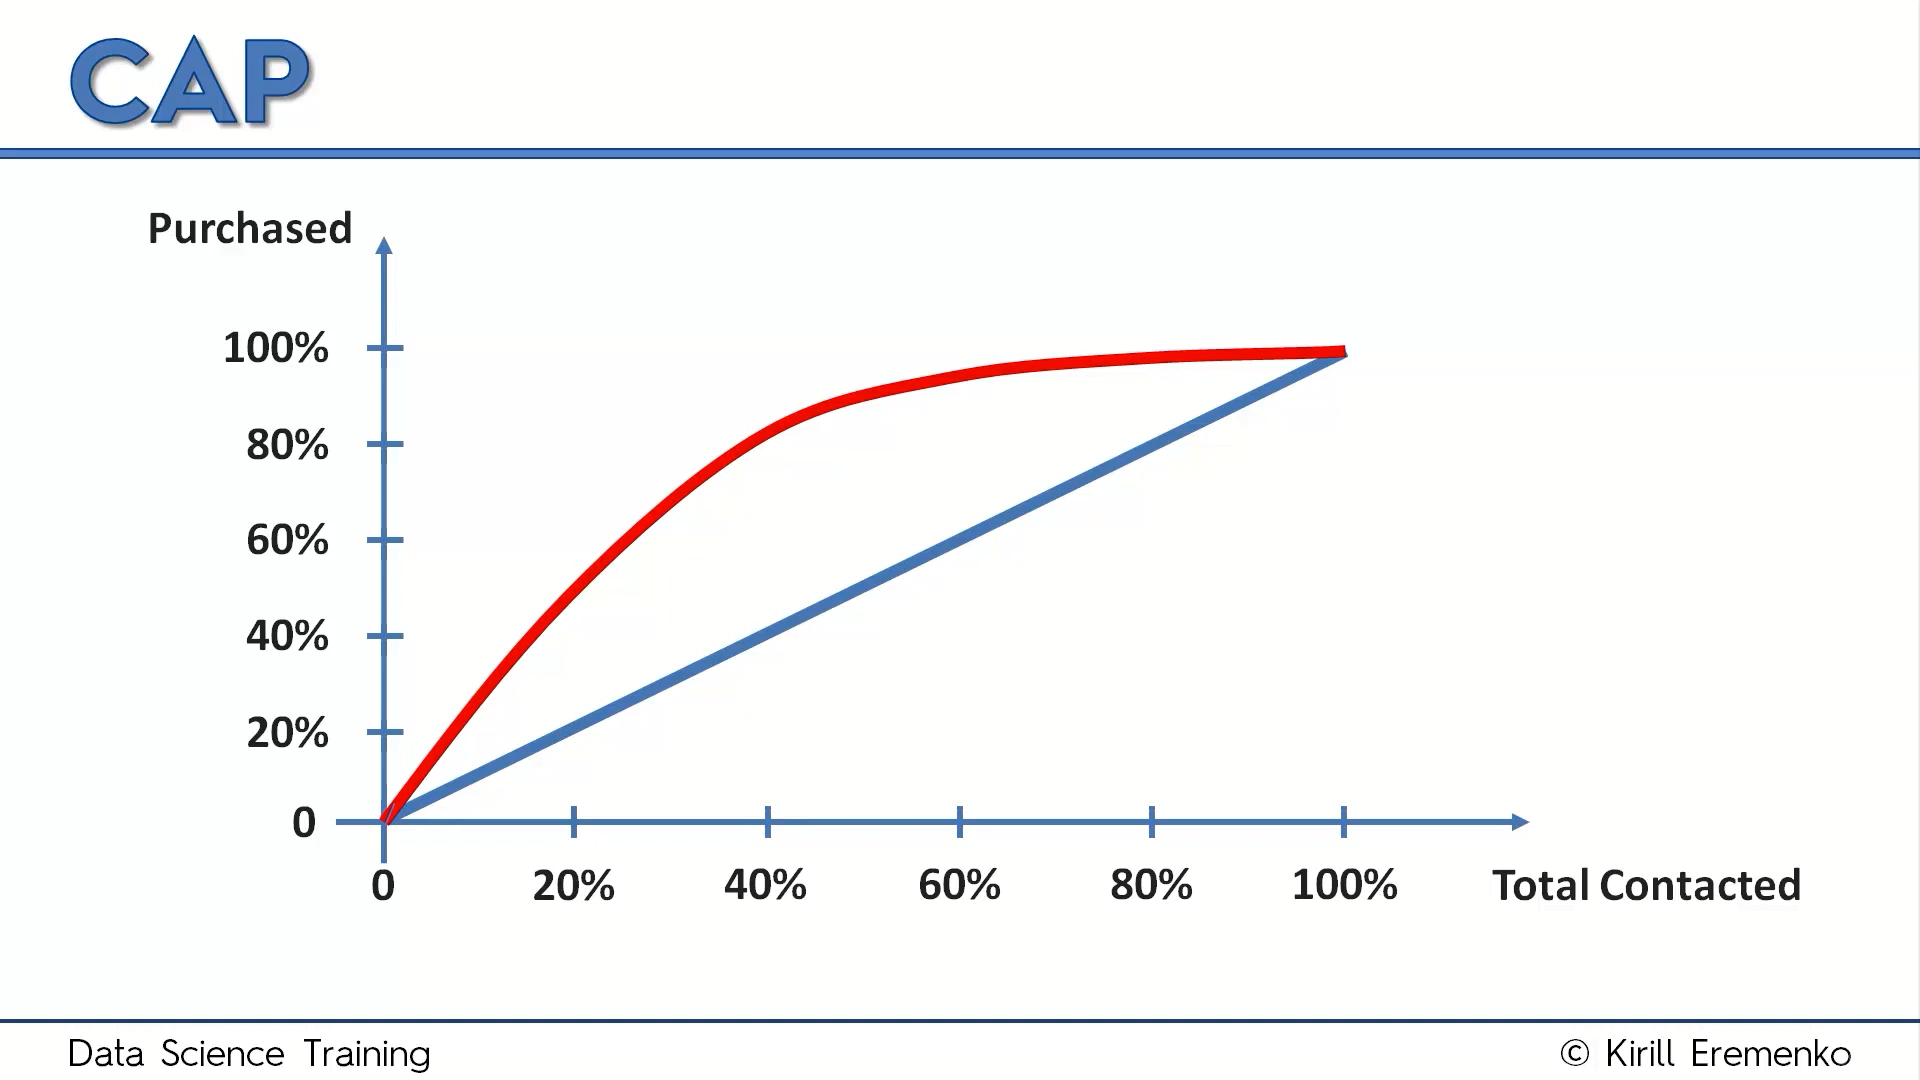 CAP
Purchased
100%
80%
60%
40%
20%
0
0 20% 40% 60% 80% 100% Total Contacted
Data Science Training © Kirill Eremenko